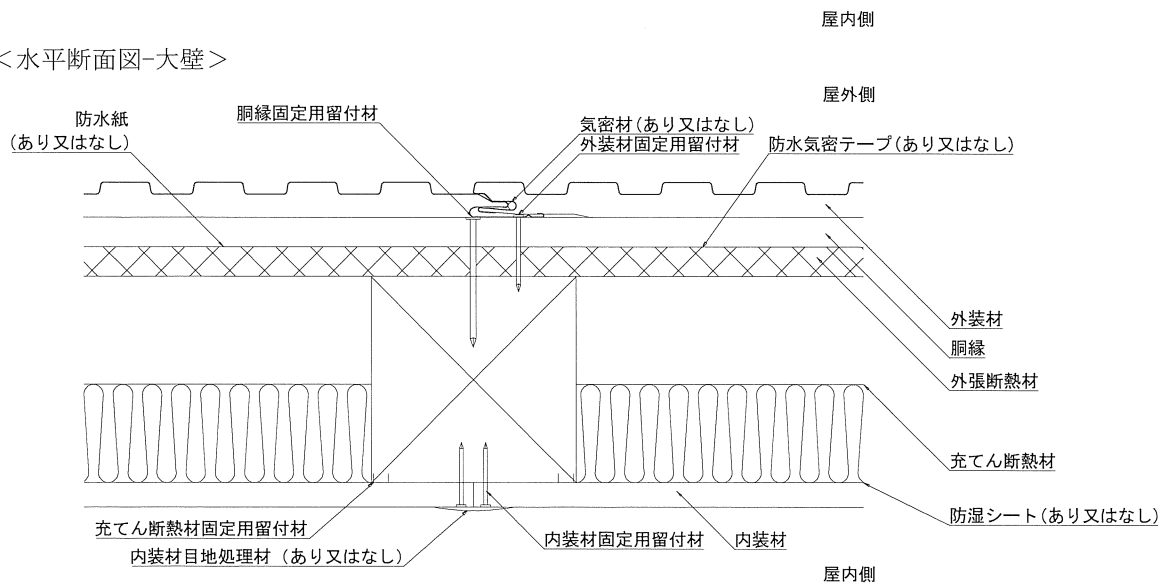 屋内側
＜水平断面図-大壁＞
屋外側
防水紙
(あり又はなし)
胴縁固定用留付材
気密材(あり又はなし)
外装材固定用留付材
防水気密テープ(あり又はなし)
外装材
胴縁
外張断熱材
充てん断熱材
防湿シート(あり又はなし)
充てん断熱材固定用留付材
内装材目地処理材 (あり又はなし)
内装材固定用留付材
内装材
屋内側